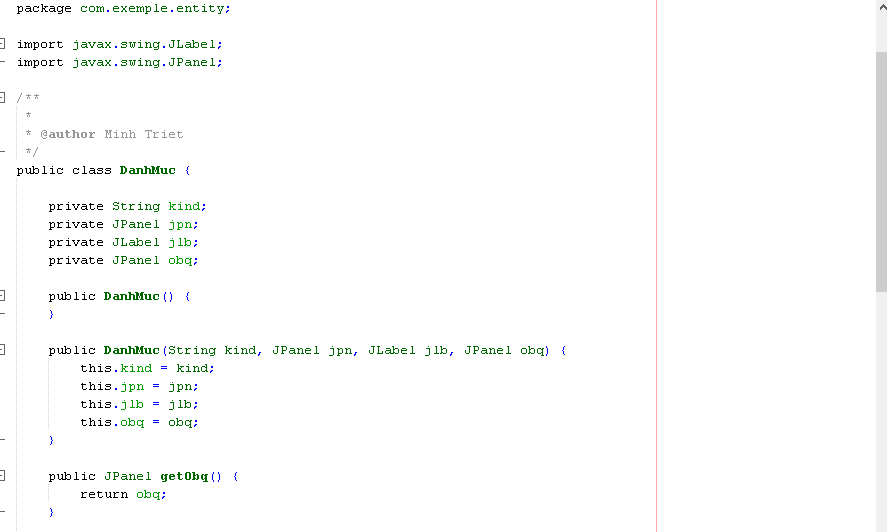 package com.exemple.entity;
import javax.swing.JLabel;
import javax.swing.JPanel;
/**
*
* @author Minh Triet
*/
public class DanhMuc {
private String kind;
private JPanel jpn;
private JLabel jlb;
private JPanel obq;
public DanhMuc() {
}
public DanhMuc(String kind, JPanel jpn, JLabel jlb, JPanel obq) {
this.kind = kind;
this.jpn = jpn;
this.jlb = jlb;
this.obq = obq;
}
public JPanel getObq() {
return obq;
}